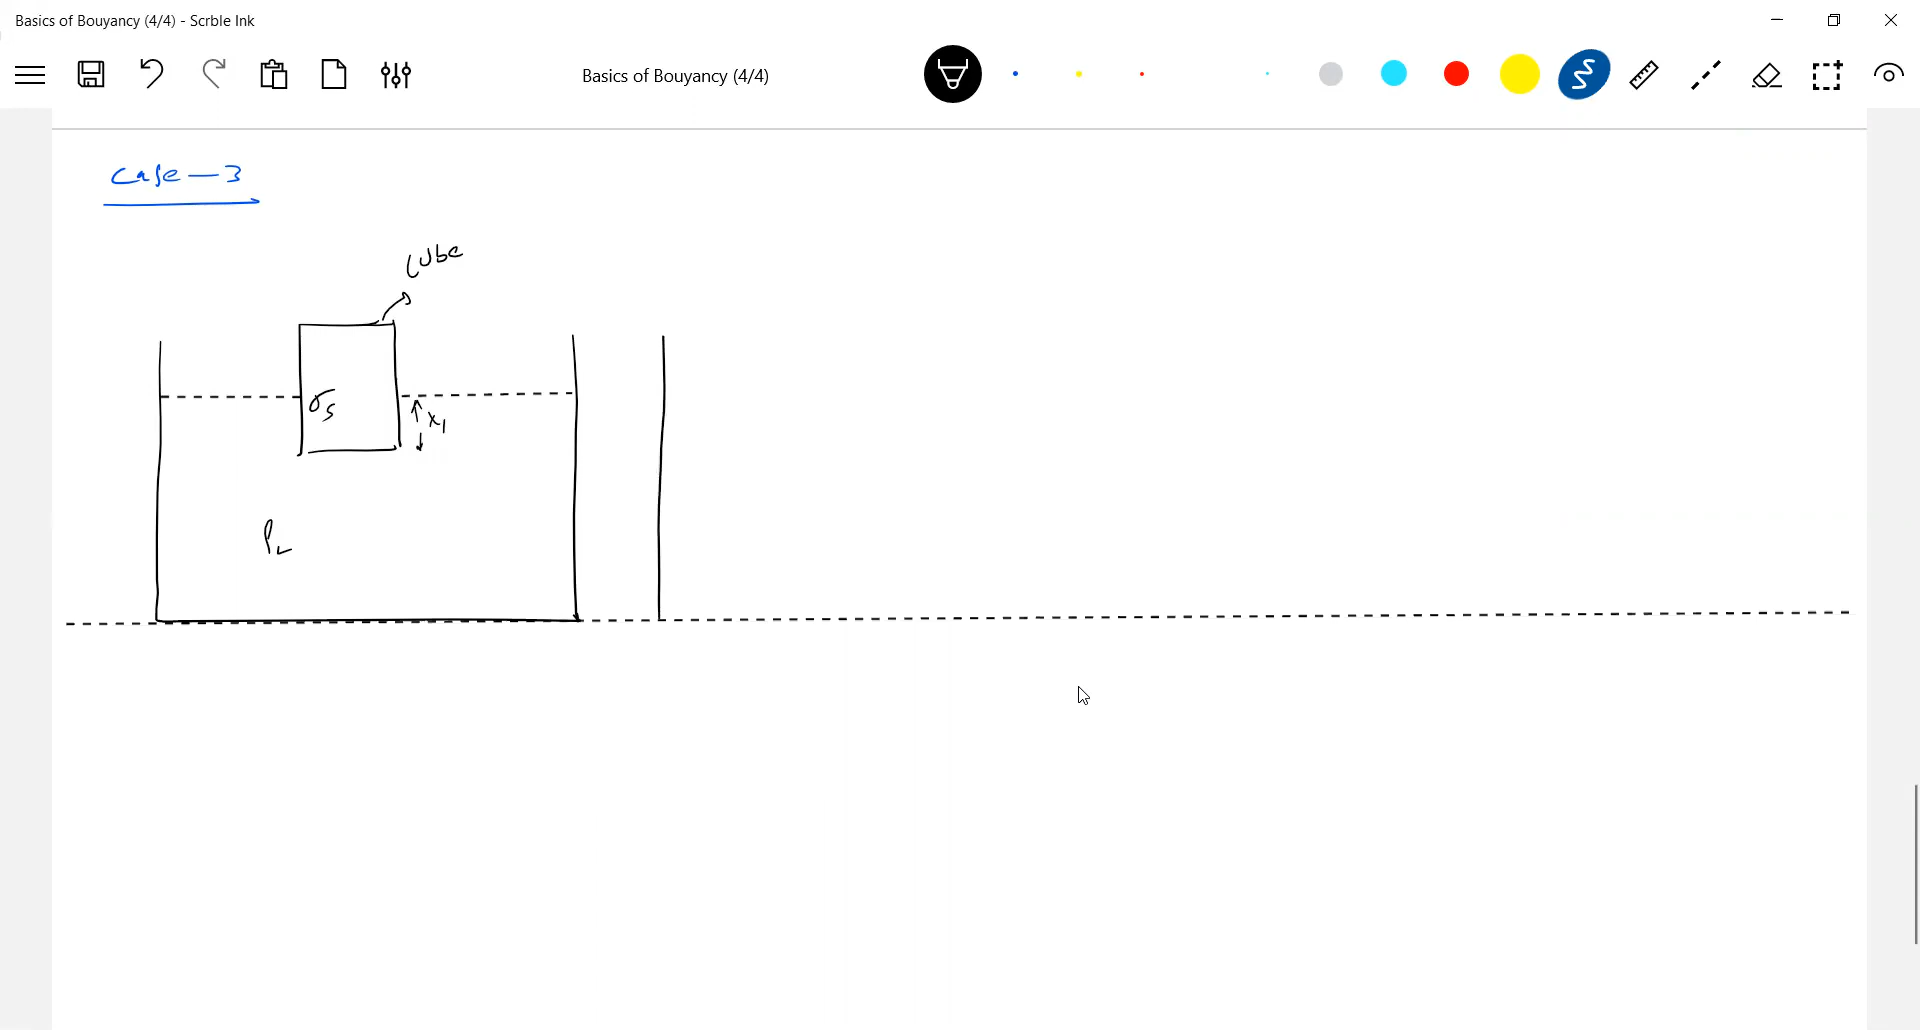 Basics of Bouyancy (4/4) - Scrble Ink
Basics of Bouyancy (4/4)
Case - 3
Cube
σs
x1
ρL